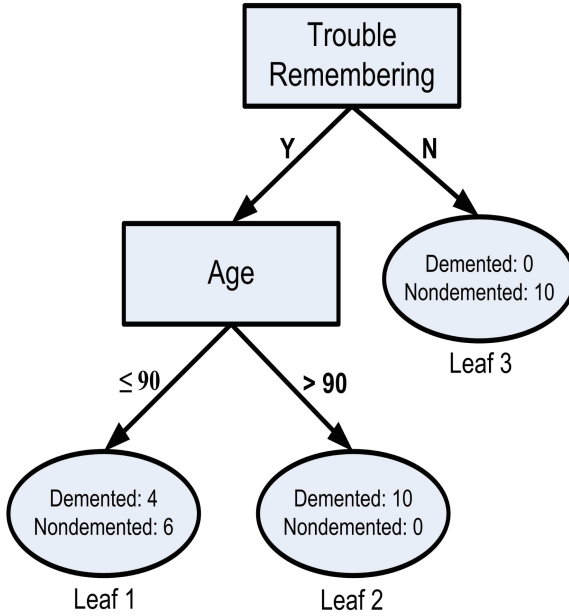 Trouble
Remembering
Y
N
Age
Demented: 0
Nondemented: 10
Leaf 3
≤ 90
> 90
Demented: 4
Nondemented: 6
Demented: 10
Nondemented: 0
Leaf 1
Leaf 2